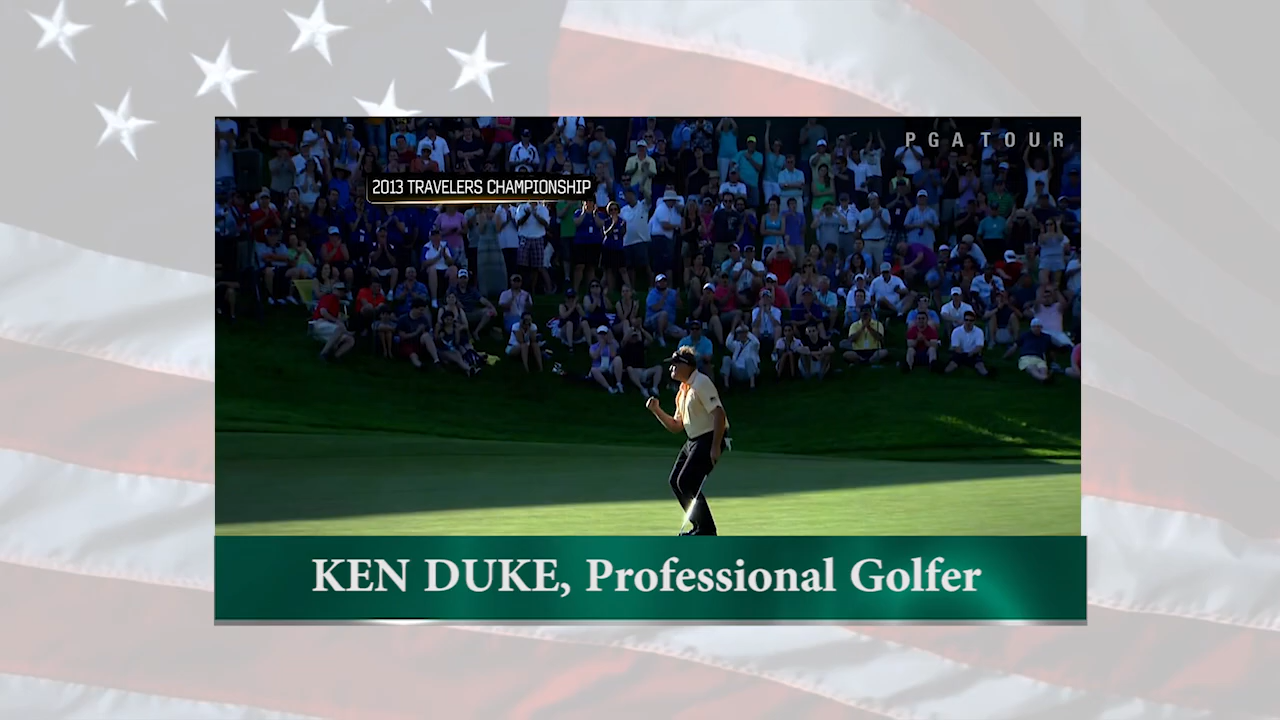 PGA TOUR
2013 TRAVELERS CHAMPIONSHIP
KEN DUKE, Professional Golfer